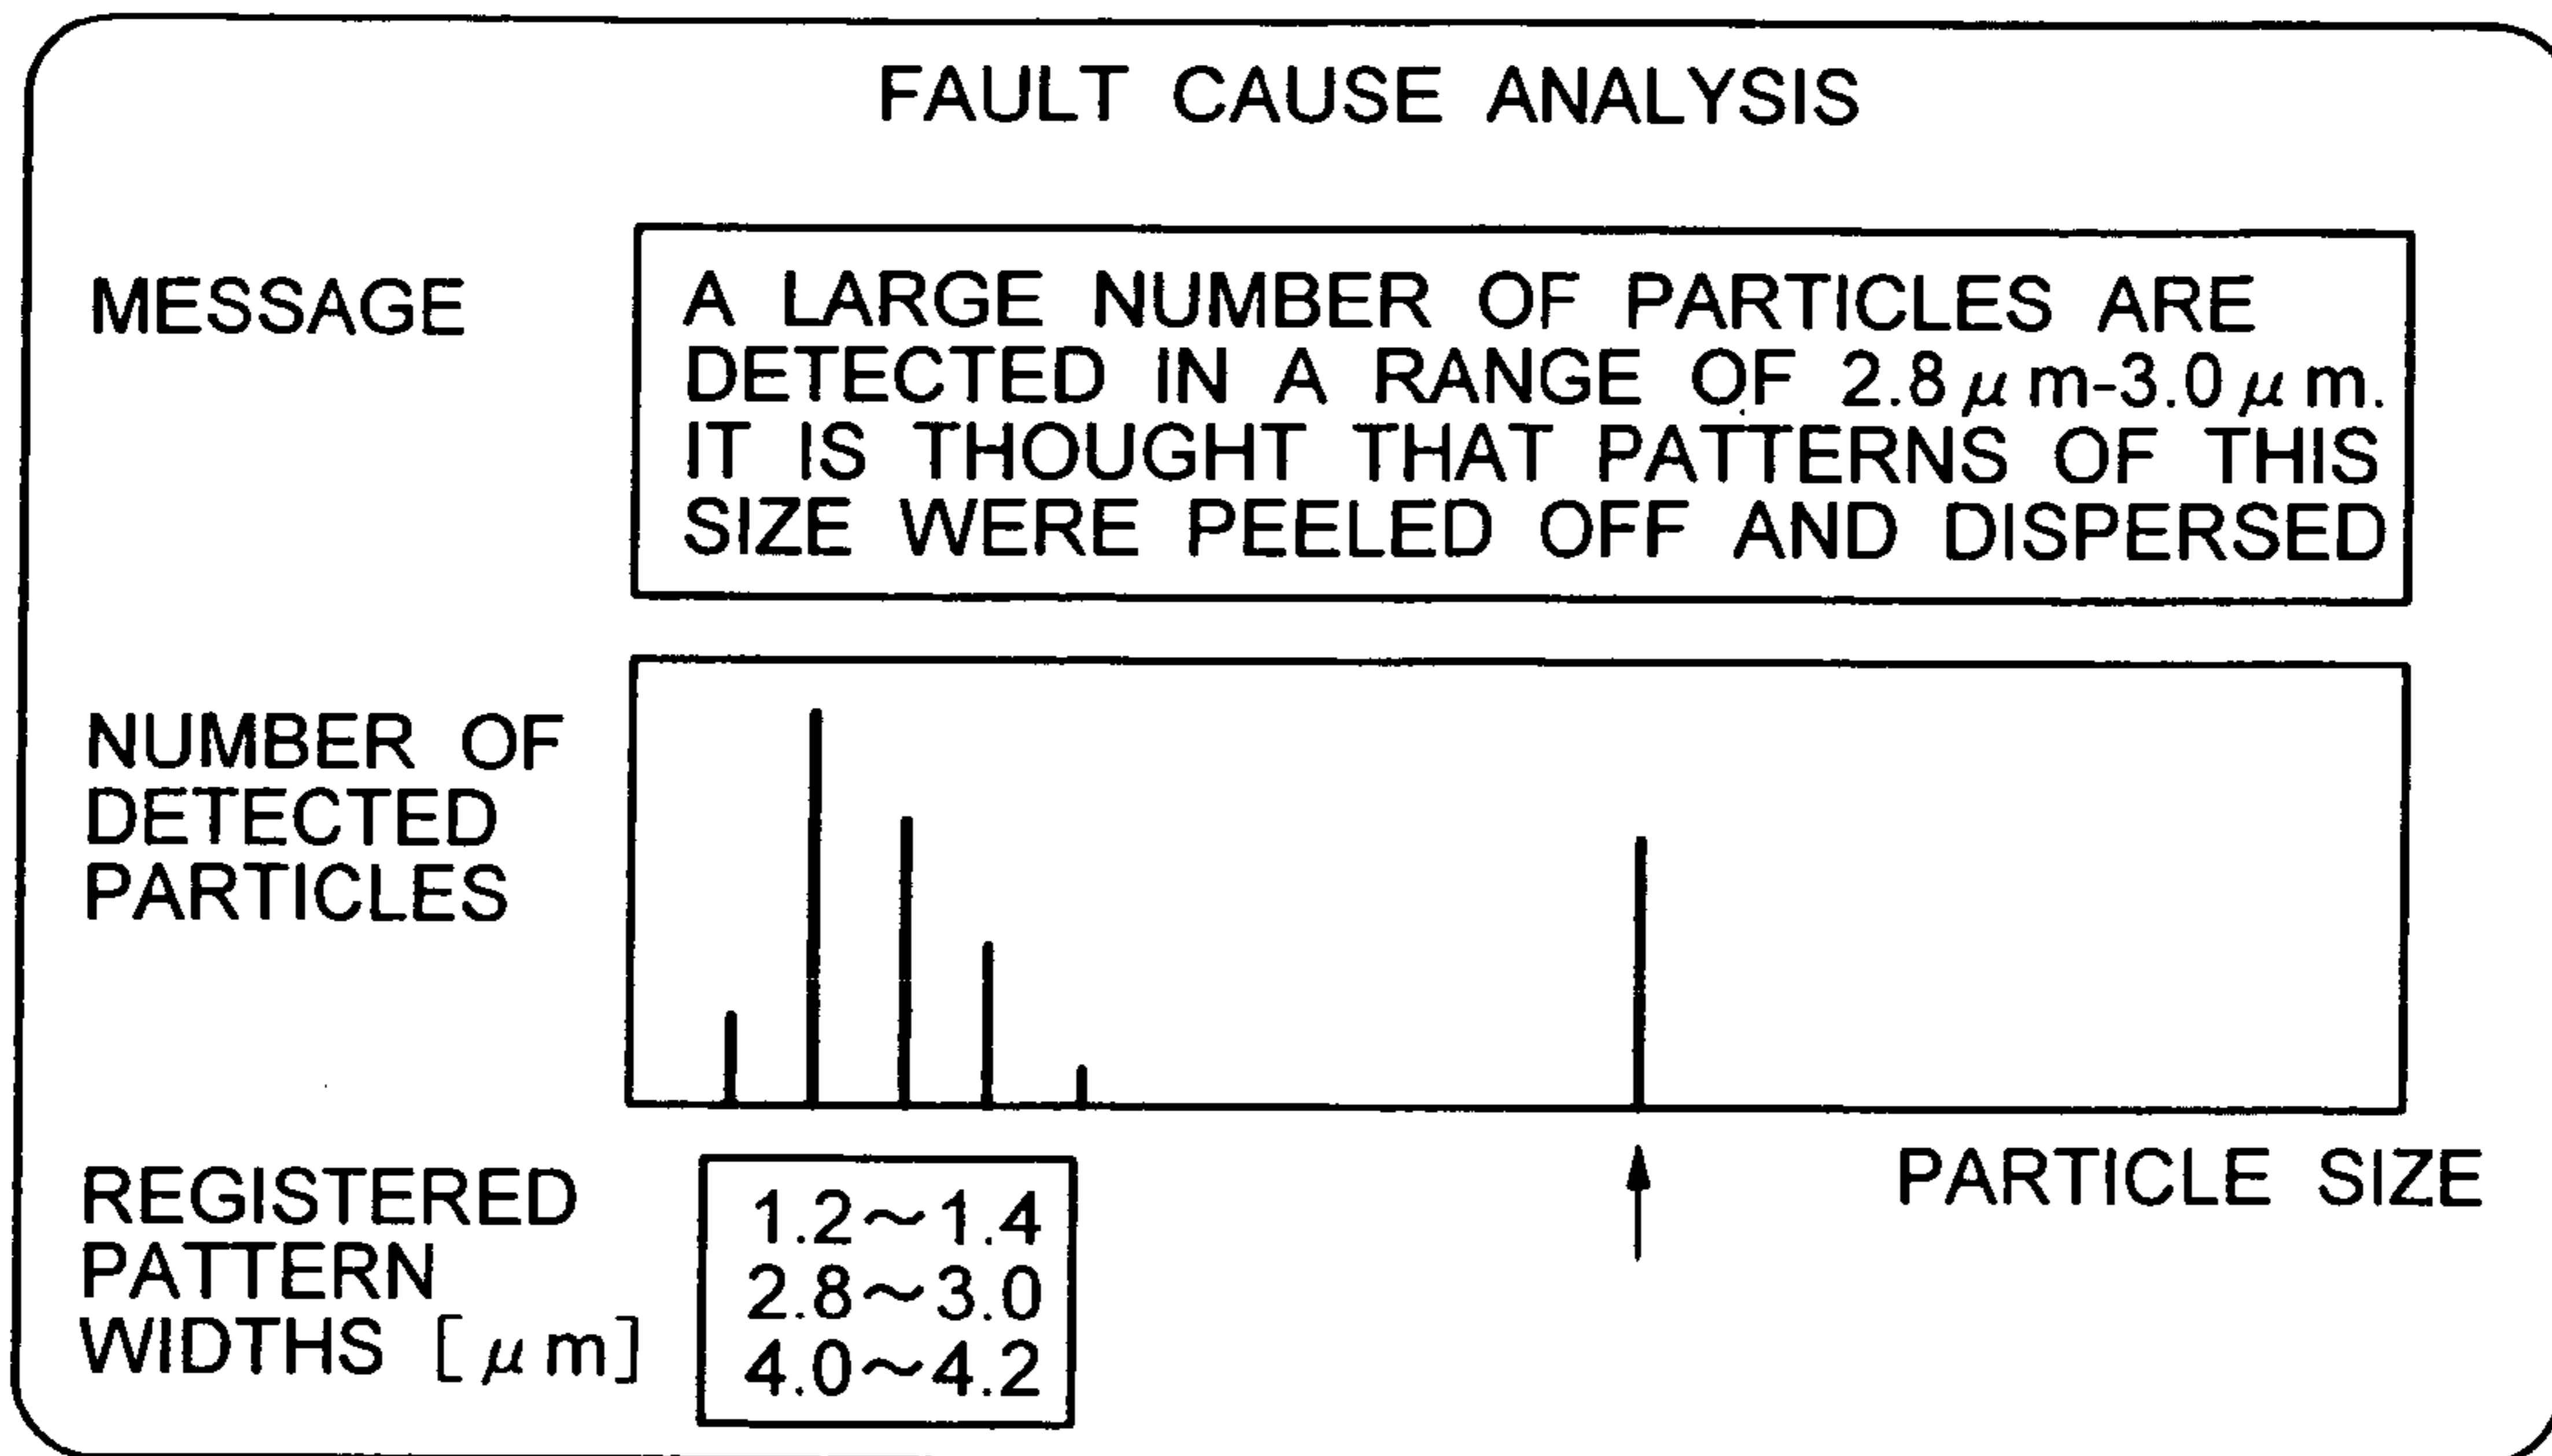 FAULT CAUSE ANALYSIS
MESSAGE
A LARGE NUMBER OF PARTICLES ARE
DETECTED IN A RANGE OF 2.8μm-3.0μm.
IT IS THOUGHT THAT PATTERNS OF THIS
SIZE WERE PEELED OFF AND DISPERSED
NUMBER OF
DETECTED
PARTICLES
PARTICLE SIZE
REGISTERED
PATTERN
WIDTHS [μm]
1.2~1.4
2.8~3.0
4.0~4.2